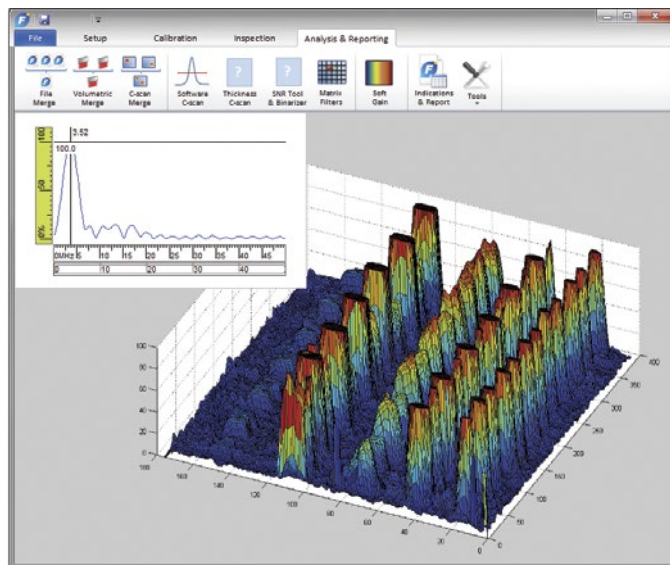 File Setup Calibration Inspection Analysis & Reporting
File Merge
Volumetric Merge
C-scan Merge
Software C-scan
Thickness C-scan
SNR Tool & Binarizer
Matrix Filters
Soft Gain
Indications & Report
Tools
3.52
100.0
100
50
0%
0MHz 5 10 15 20 25 30 35 40 45
0 10 20 30 40
100
80
60
40
20
0
180
160
140
120
100
80
60
40
20
0
0
50
100
150
200
250
300
350
400